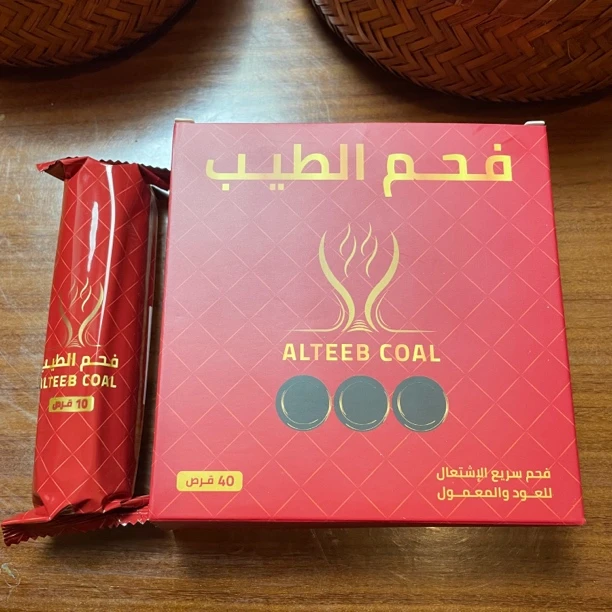 فحم الطيب
ALTEEB COAL
فحم سريع الإشتعال
للعود والمعمول
40 قرص
فحم الطيب
ALTEEB COAL
10 قرص